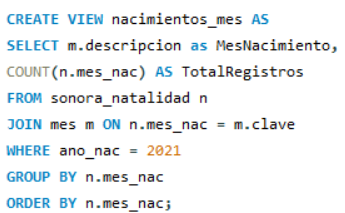 CREATE VIEW nacimientos_mes AS
SELECT m.descripcion as MesNacimiento,
COUNT(n.mes_nac) AS TotalRegistros
FROM sonora_natalidad n
JOIN mes m ON n.mes_nac = m.clave
WHERE ano_nac = 2021
GROUP BY n.mes_nac
ORDER BY n.mes_nac;